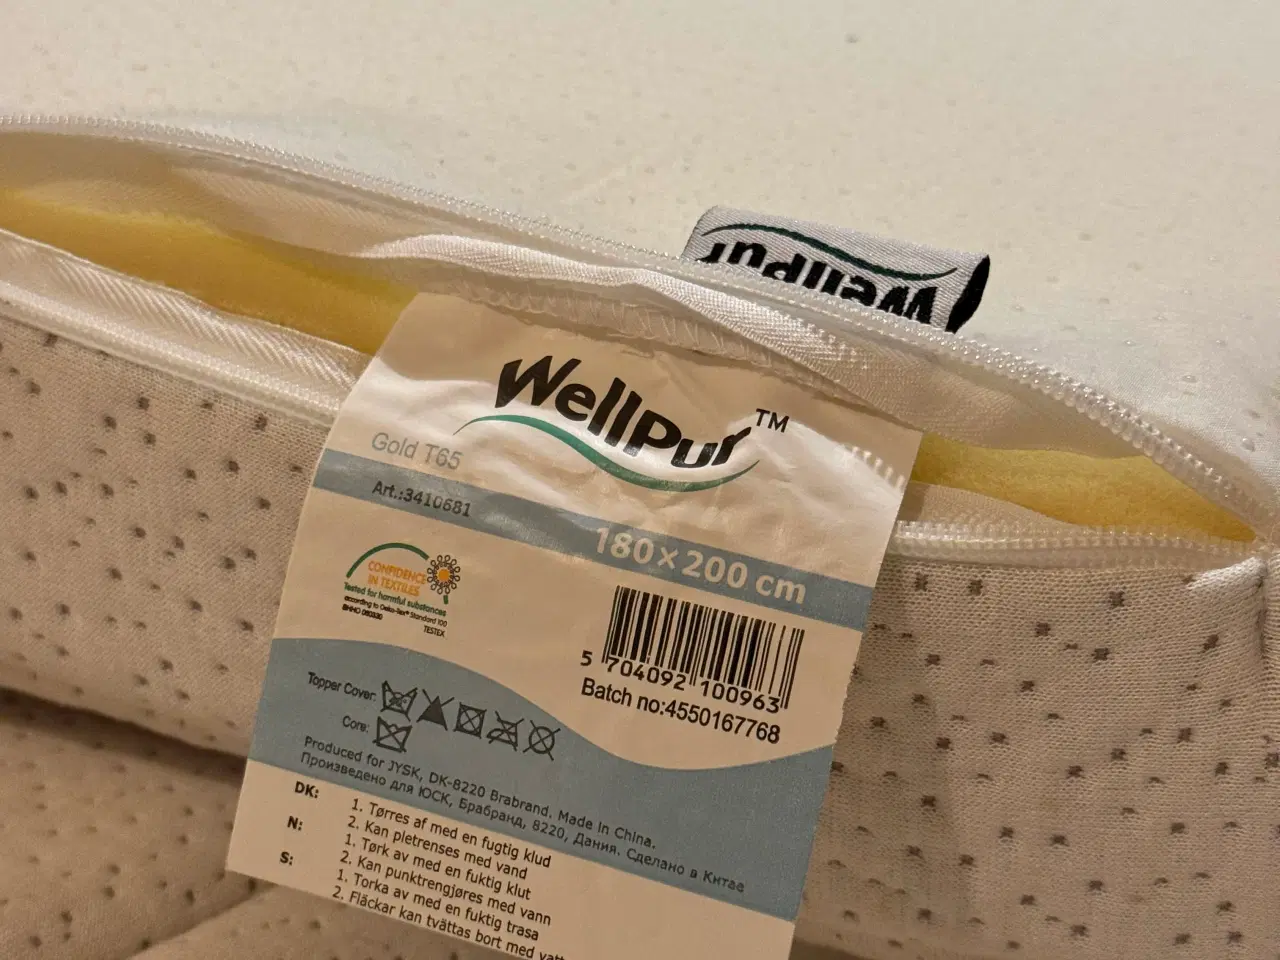 WellPur
WellPur™
Gold T65
Art.:3410681
180×200 cm
CONFIDENCE
IN TEXTILES
Tested for harmful substances
according to Oeko-Tex® Standard 100
BHHO 060330
TESTEX
5 704092 100963
Batch no:4550167768
Topper Cover:
Core:
Produced for JYSK, DK-8220 Brabrand. Made in China.
Произведено для ЮСК, Брабранд, 8220, Дания. Сделано в Китае
DK: 1. Tørres af med en fugtig klud
2. Kan pletrenses med vand
N: 1. Tørk av med en fuktig klut
2. Kan punktrengjøres med vann
S: 1. Torka av med en fuktig trasa
2. Fläckar kan tvättas bort med